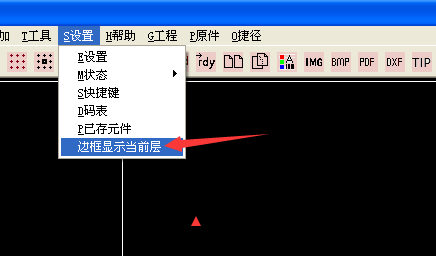 加 T工具 S设置 H帮助 G工程 P原件 O捷径
rdy IMG BMP PDF DXF TIP
E设置
M状态
S快捷键
D码表
P已存元件
边框显示当前层